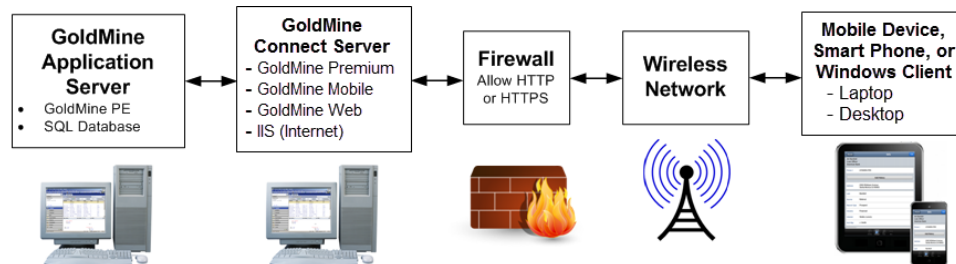 GoldMine
Application
Server
• GoldMine PE
• SQL Database
GoldMine
Connect Server
- GoldMine Premium
- GoldMine Mobile
- GoldMine Web
- IIS (Internet)
Firewall
Allow HTTP
or HTTPS
Wireless
Network
Mobile Device,
Smart Phone, or
Windows Client
- Laptop
- Desktop